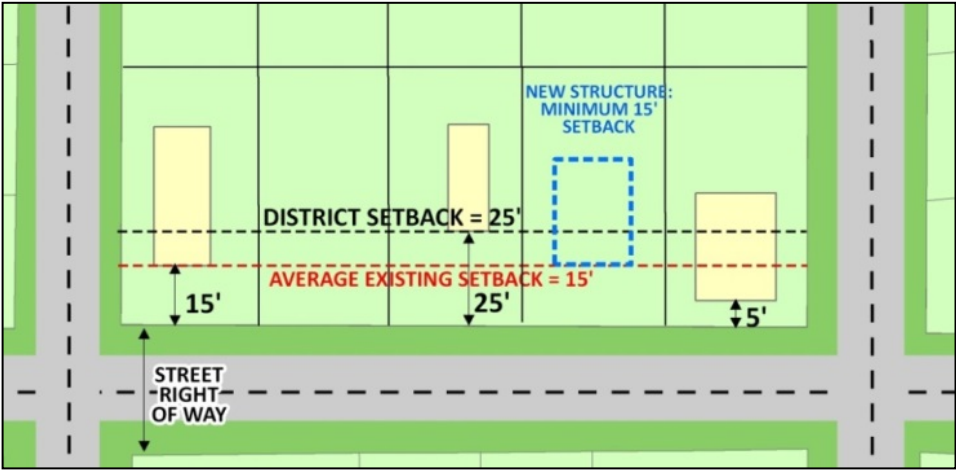 NEW STRUCTURE:
MINIMUM 15'
SETBACK
DISTRICT SETBACK = 25'
AVERAGE EXISTING SETBACK = 15'
15'
25'
5'
STREET
RIGHT
OF WAY